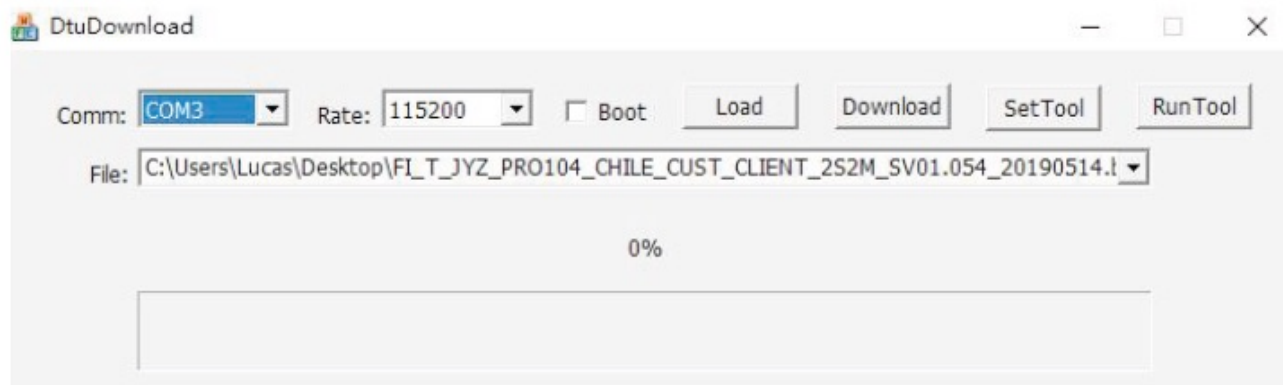 DtuDownload
Comm: COM3 Rate: 115200 Boot Load Download SetTool RunTool
File: C:\Users\Lucas\Desktop\FI_T_JYZ_PRO104_CHILE_CUST_CLIENT_2S2M_SV01.054_20190514.
0%